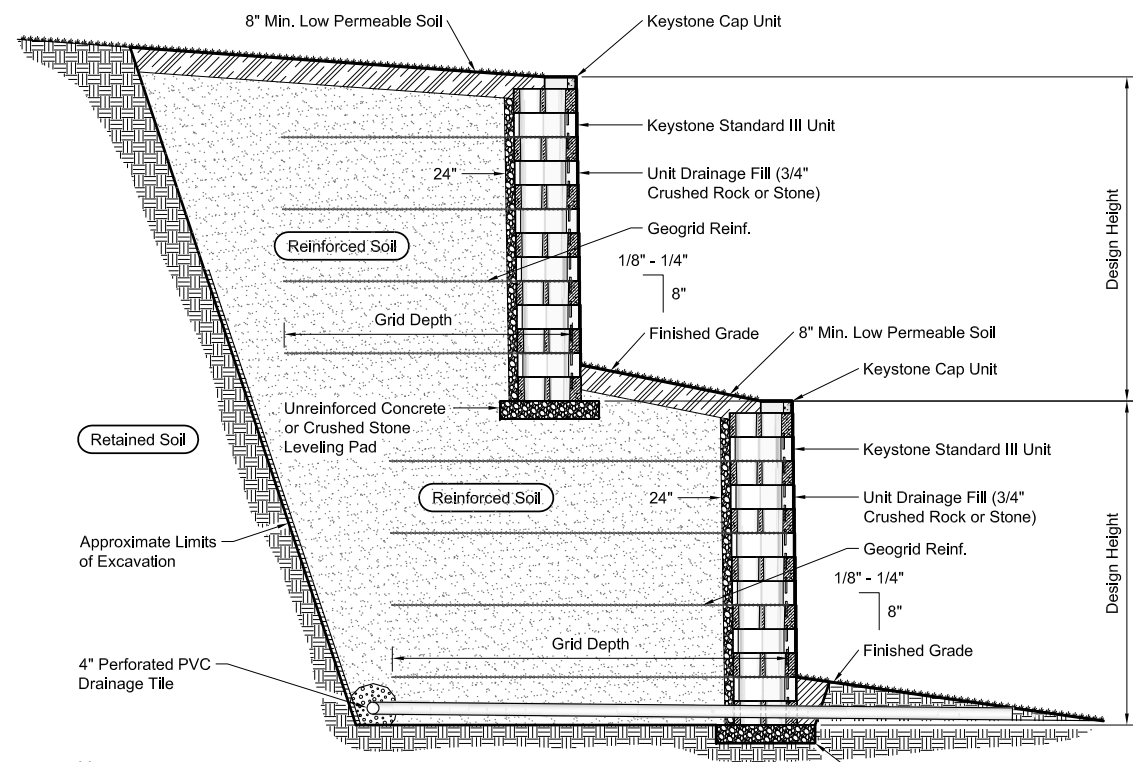 8" Min. Low Permeable Soil
Keystone Cap Unit
Keystone Standard III Unit
24"
Unit Drainage Fill (3/4"
Crushed Rock or Stone)
Geogrid Reinf.
Reinforced Soil
1/8" - 1/4"
8"
Design Height
Grid Depth
Finished Grade
8" Min. Low Permeable Soil
Keystone Cap Unit
Unreinforced Concrete
or Crushed Stone
Leveling Pad
Retained Soil
Keystone Standard III Unit
Reinforced Soil
24"
Unit Drainage Fill (3/4"
Crushed Rock or Stone)
Approximate Limits
of Excavation
Geogrid Reinf.
1/8" - 1/4"
8"
Design Height
Grid Depth
Finished Grade
4" Perforated PVC
Drainage Tile